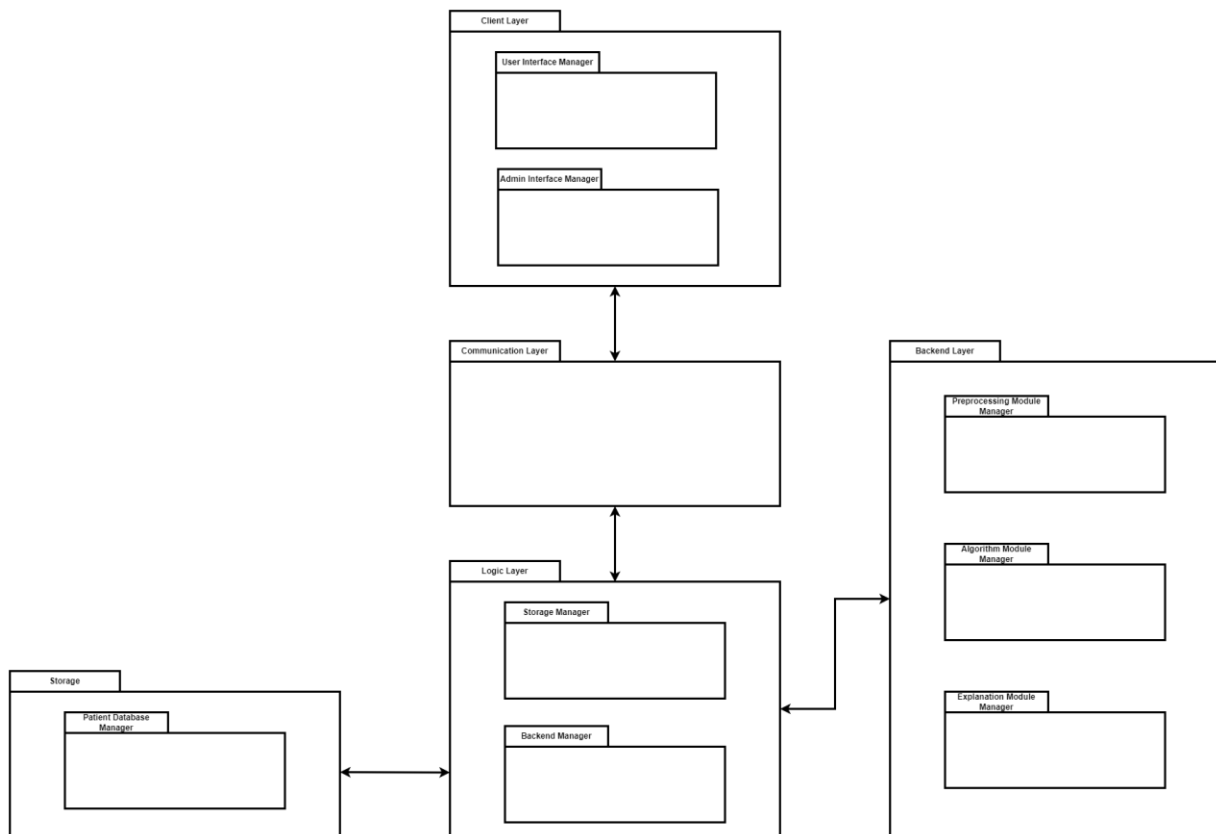 Client Layer
User Interface Manager
Admin Interface Manager
Communication Layer
Backend Layer
Preprocessing Module
Manager
Algorithm Module
Manager
Explanation Module
Manager
Logic Layer
Storage Manager
Backend Manager
Storage
Patient Database
Manager